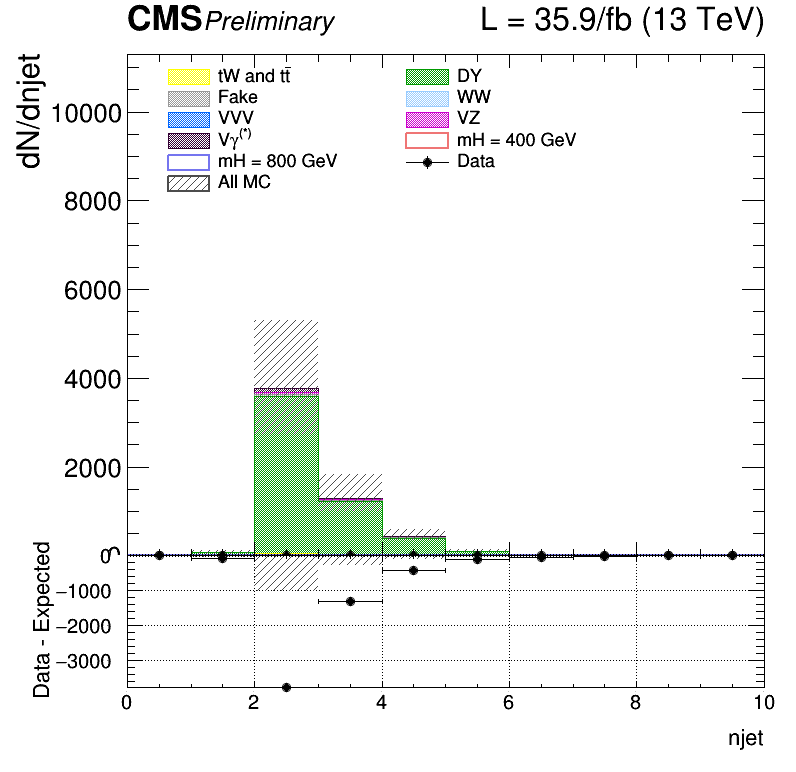 CMS Preliminary L = 35.9/fb (13 TeV)
dN/dnjet
tW and tt̄ DY
Fake WW
VVV VZ
Vγ(*) mH = 400 GeV
mH = 800 GeV Data
All MC
10000
8000
6000
4000
2000
0
Data - Expected
−1000
−2000
−3000
0 2 4 6 8 10
njet